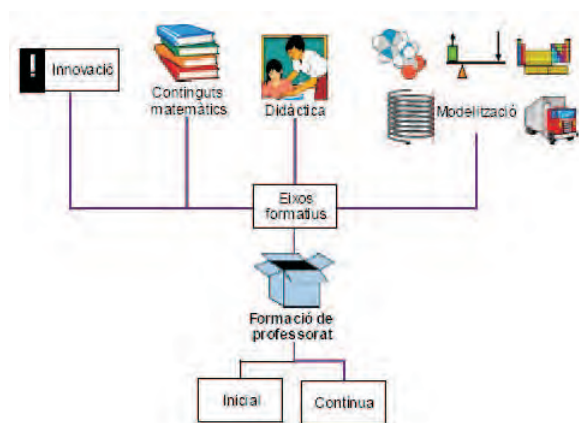 !
Innovació
Continguts
matemàtics
Didàctica
Modelització
Eixos
formatius
Formació de
professorat
Inicial
Contínua